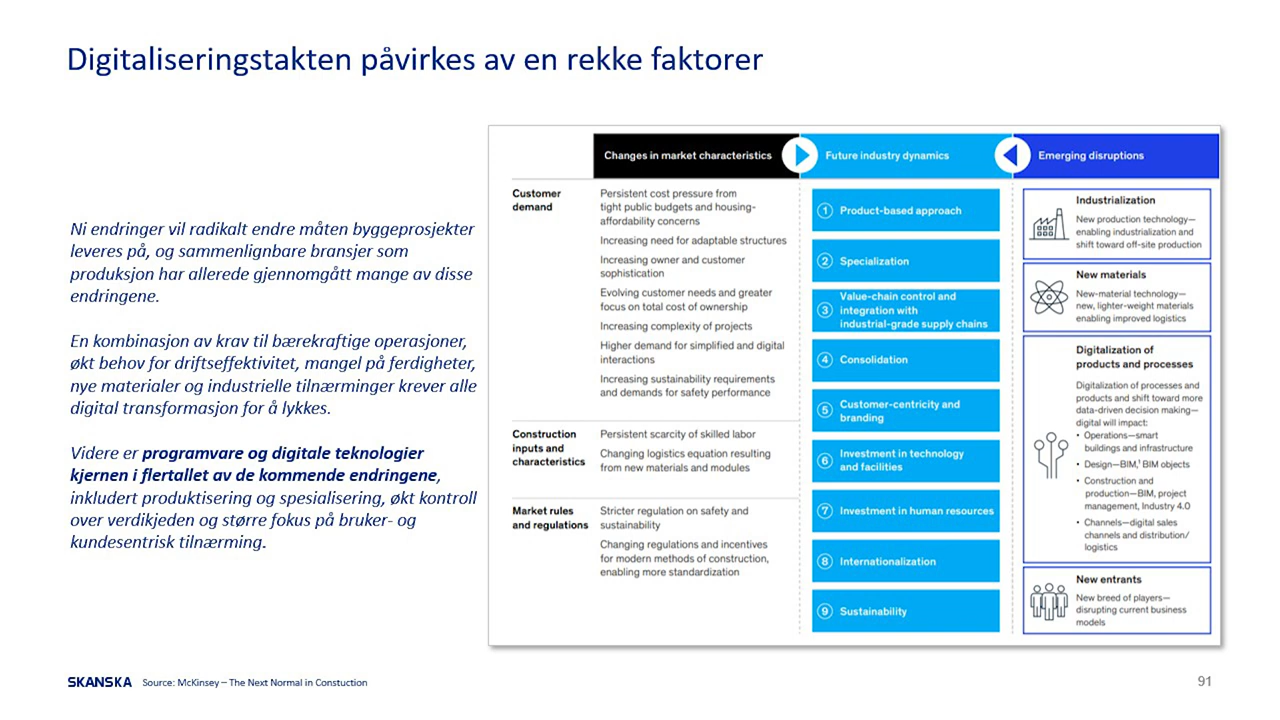 Digitaliseringstakten påvirkes av en rekke faktorer
Ni endringer vil radikalt endre måten byggeprosjekter
leveres på, og sammenlignbare bransjer som
produksjon har allerede gjennomgått mange av disse
endringene.
En kombinasjon av krav til bærekraftige operasjoner,
økt behov for driftseffektivitet, mangel på ferdigheter,
nye materialer og industrielle tilnærminger krever alle
digital transformasjon for å lykkes.
Videre er programvare og digitale teknologier
kjernen i flertallet av de kommende endringene,
inkludert produktisering og spesialisering, økt kontroll
over verdikjeden og større fokus på bruker- og
kundesentrisk tilnærming.
Changes in market characteristics
Customer
demand
Persistent cost pressure from
tight public budgets and housing-
affordability concerns
Increasing need for adaptable structures
Increasing owner and customer
sophistication
Evolving customer needs and greater
focus on total cost of ownership
Increasing complexity of projects
Higher demand for simplified and digital
interactions
Increasing sustainability requirements
and demands for safety performance
Construction
inputs and
characteristics
Persistent scarcity of skilled labor
Changing logistics equation resulting
from new materials and modules
Market rules
and regulations
Stricter regulation on safety and
sustainability
Changing regulations and incentives
for modern methods of construction,
enabling more standardization
Future industry dynamics
1 Product-based approach
2 Specialization
3 Value-chain control and
integration with
industrial-grade supply chains
4 Consolidation
5 Customer-centricity and
branding
6 Investment in technology
and facilities
7 Investment in human resources
8 Internationalization
9 Sustainability
Emerging disruptions
Industrialization
New production technology—
enabling industrialization and
shift toward off-site production
New materials
New-material technology—
new, lighter-weight materials
enabling improved logistics
Digitalization of
products and processes
Digitalization of processes and
products and shift toward more
data-driven decision making—
digital will impact:
• Operations—smart
buildings and infrastructure
• Design—BIM,¹ BIM objects
• Construction and
production—BIM, project
management, Industry 4.0
• Channels—digital sales
channels and distribution/
logistics
New entrants
New breed of players—
disrupting current business
models
SKANSKA Source: McKinsey – The Next Normal in Constuction
91